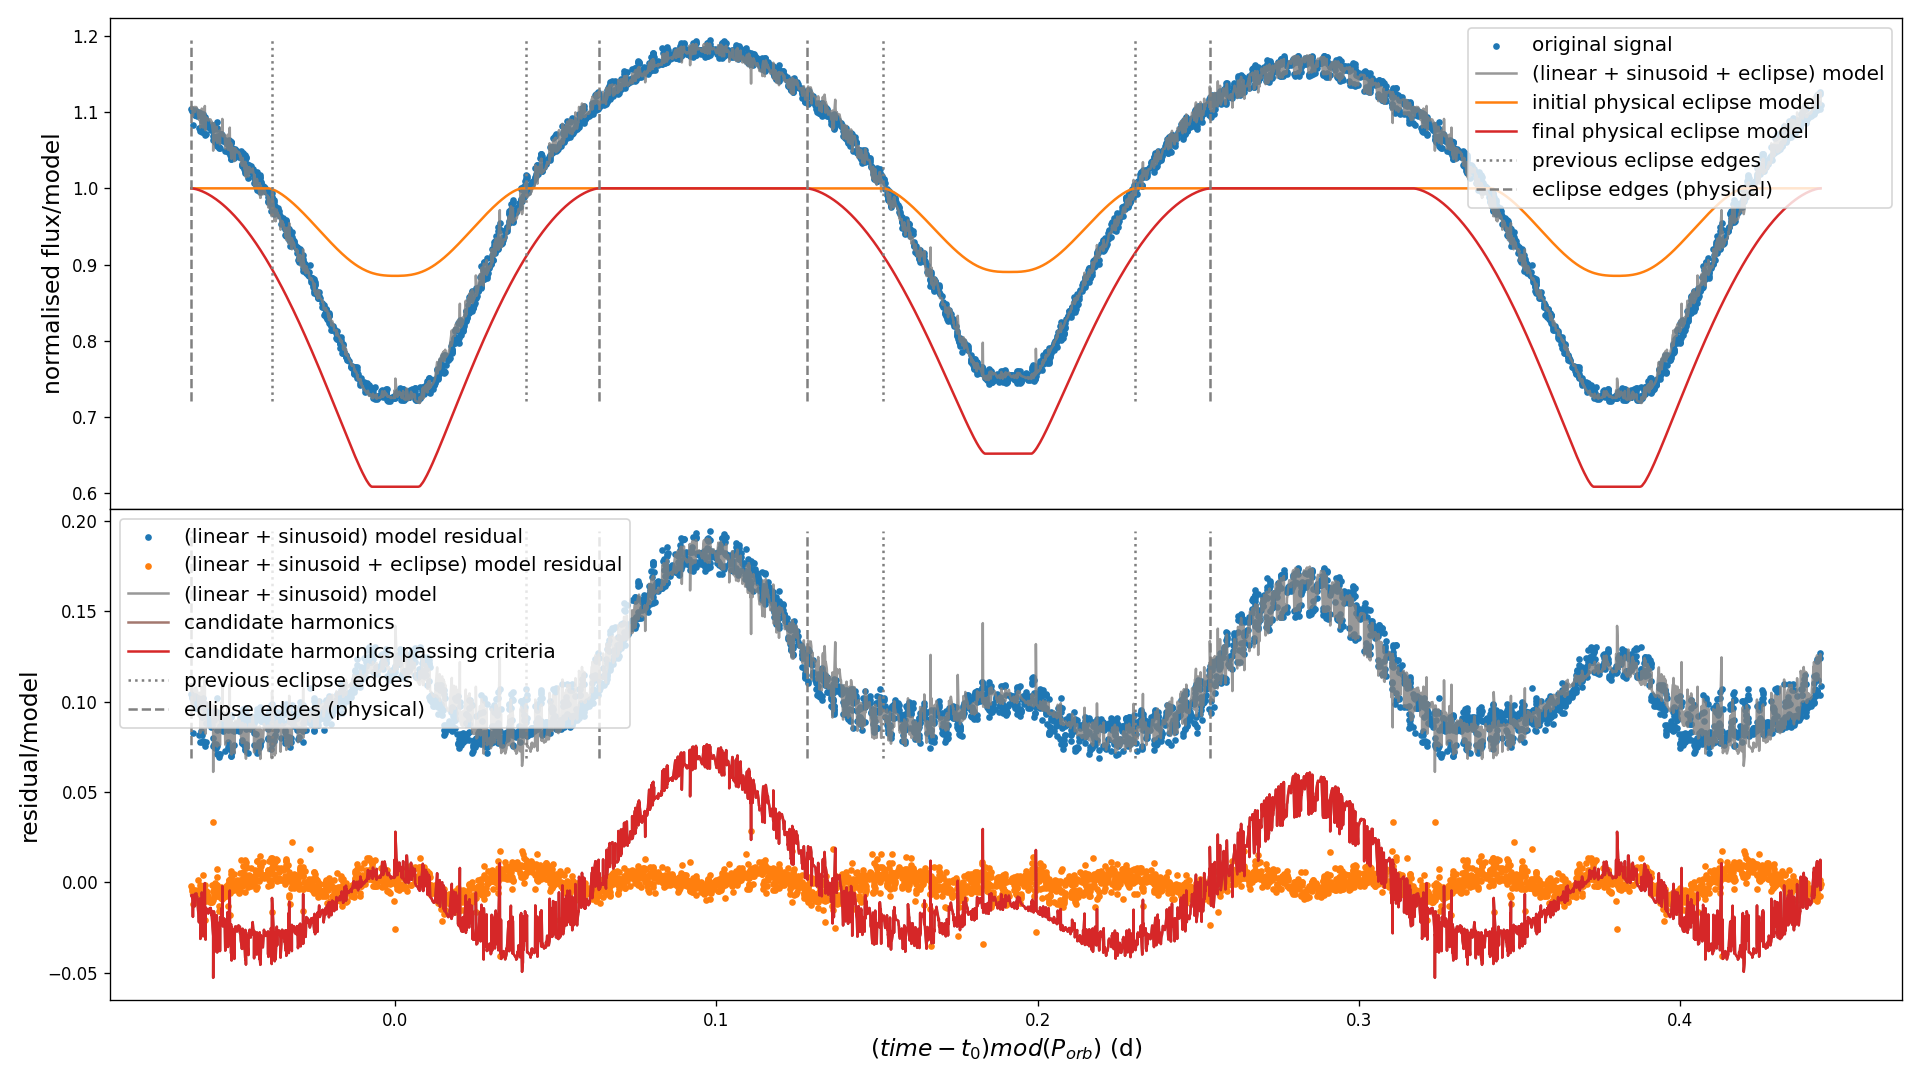 normalised flux/model
1.2
1.1
1.0
0.9
0.8
0.7
0.6
original signal
(linear + sinusoid + eclipse) model
initial physical eclipse model
final physical eclipse model
previous eclipse edges
eclipse edges (physical)
residual/model
0.20
0.15
0.10
0.05
0.00
−0.05
(linear + sinusoid) model residual
(linear + sinusoid + eclipse) model residual
(linear + sinusoid) model
candidate harmonics
candidate harmonics passing criteria
previous eclipse edges
eclipse edges (physical)
0.0 0.1 0.2 0.3 0.4
(time − t₀)mod(P_orb) (d)